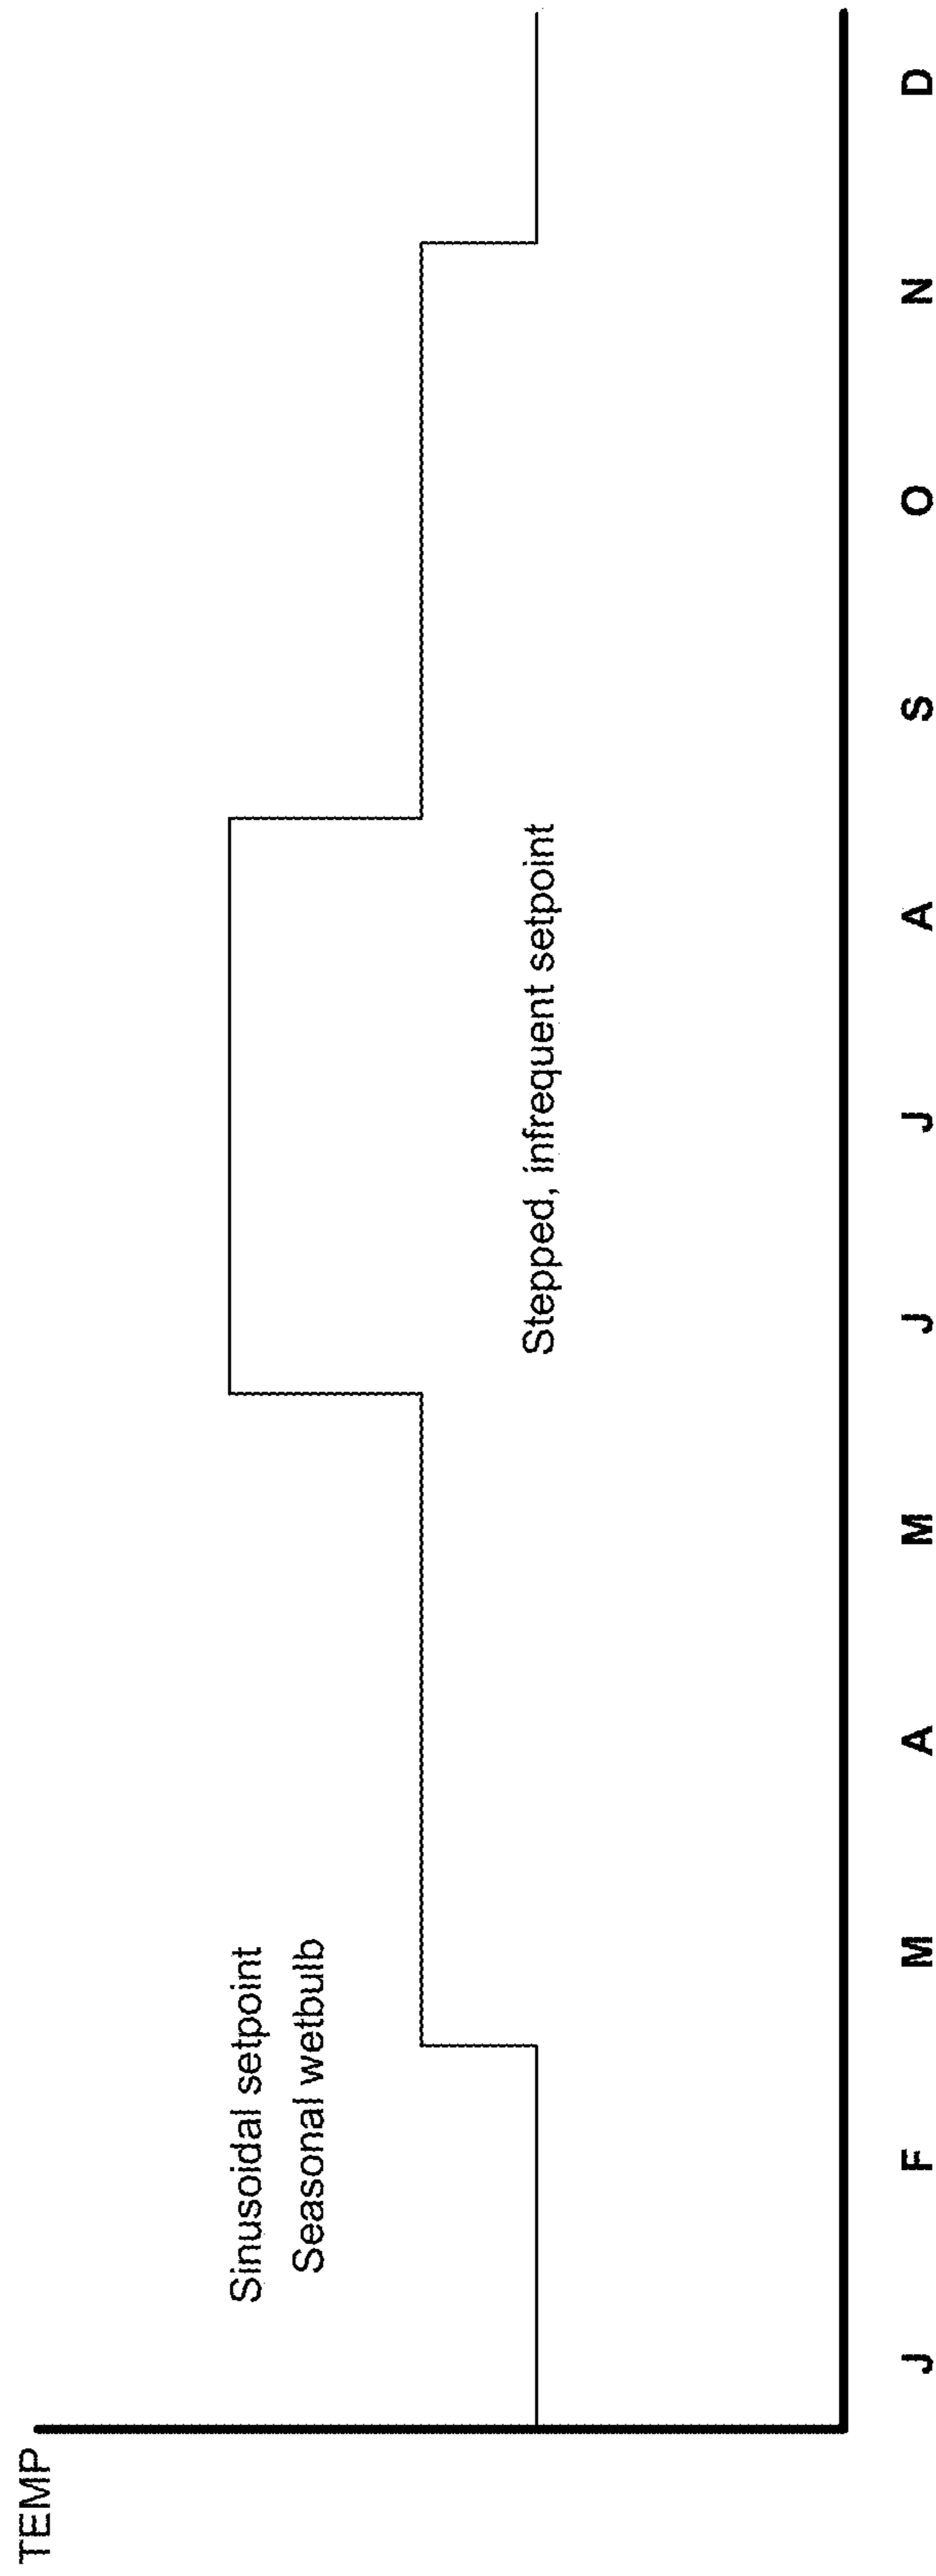 TEMP
Sinusoidal setpoint
Seasonal wetbulb
Stepped, infrequent setpoint
J F M A M J J A S O N D